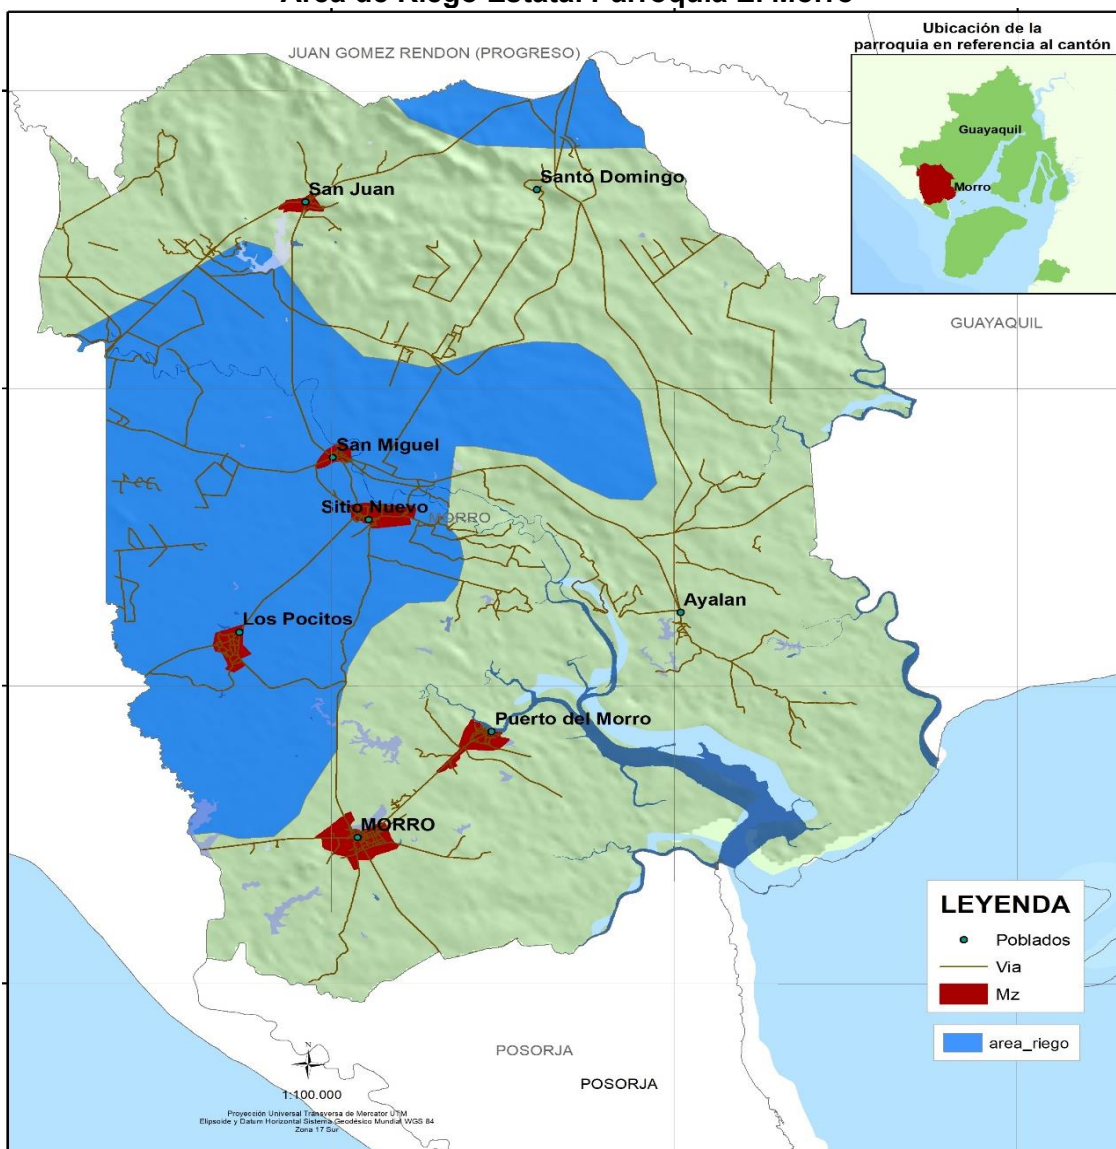 Área de Riego Estatal Parroquia El Morro
JUAN GOMEZ RENDON (PROGRESO)
Ubicación de la
parroquia en referencia al cantón
Guayaquil
Morro
Santo Domingo
San Juan
GUAYAQUIL
San Miguel
Sitio Nuevo
MORRO
Ayalan
Los Pocitos
Puerto del Morro
MORRO
LEYENDA
Poblados
Via
Mz
area_riego
POSORJA
POSORJA
N
1:100.000
Proyección Universal Transversa de Mercator UTM
Elipsoide y Datum Horizontal Sistema Geodésico Mundial WGS 84
Zona 17 Sur